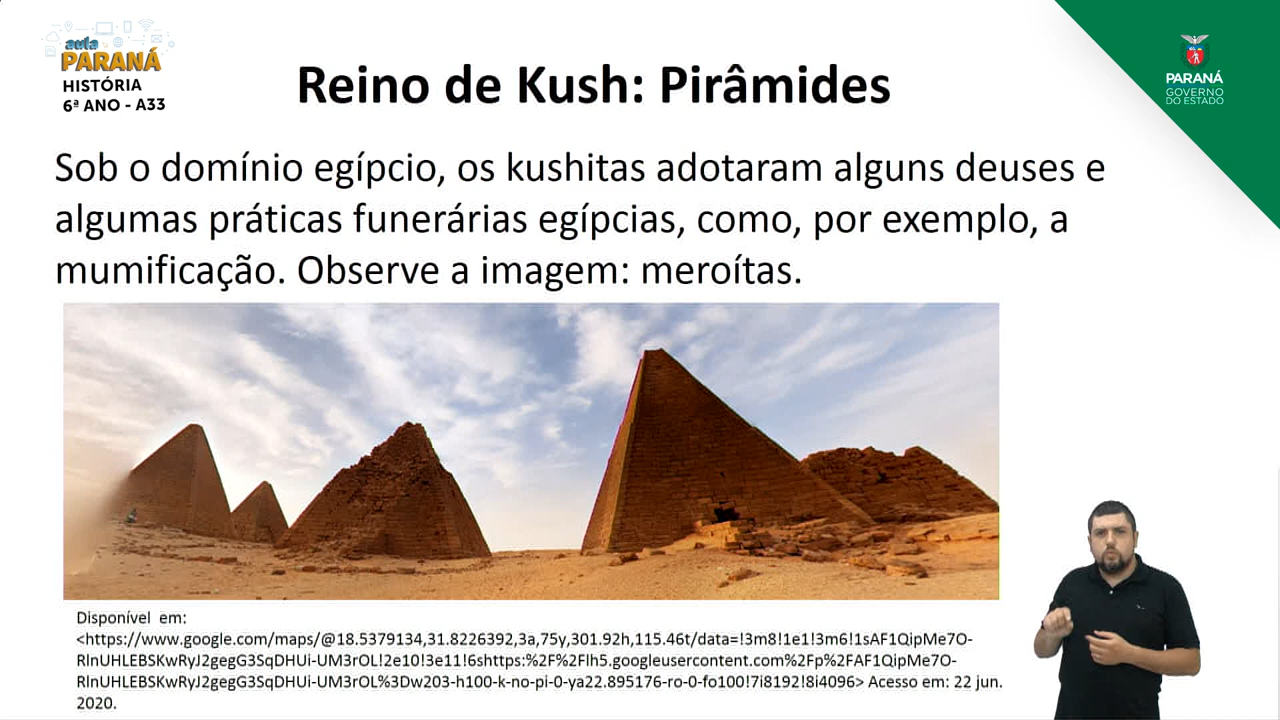 aula
PARANÁ
HISTÓRIA
6º ANO - A33
Reino de Kush: Pirâmides
PARANÁ
GOVERNO
DO ESTADO
Sob o domínio egípcio, os kushitas adotaram alguns deuses e
algumas práticas funerárias egípcias, como, por exemplo, a
mumificação. Observe a imagem: meroítas.
Disponível em:
<https://www.google.com/maps/@18.5379134,31.8226392,3a,75y,301.92h,115.46t/data=!3m8!1e1!3m6!1sAF1QipMe7O-
RlnUHLEBSKwRyJ2gegG3SqDHUi-UM3rOL!2e10!3e11!6shttps:%2F%2Flh5.googleusercontent.com%2Fp%2FAF1QipMe7O-
RlnUHLEBSKwRyJ2gegG3SqDHUi-UM3rOL%3Dw203-h100-k-no-pi-0-ya22.895176-ro-0-fo100!7i8192!8i4096> Acesso em: 22 jun.
2020.